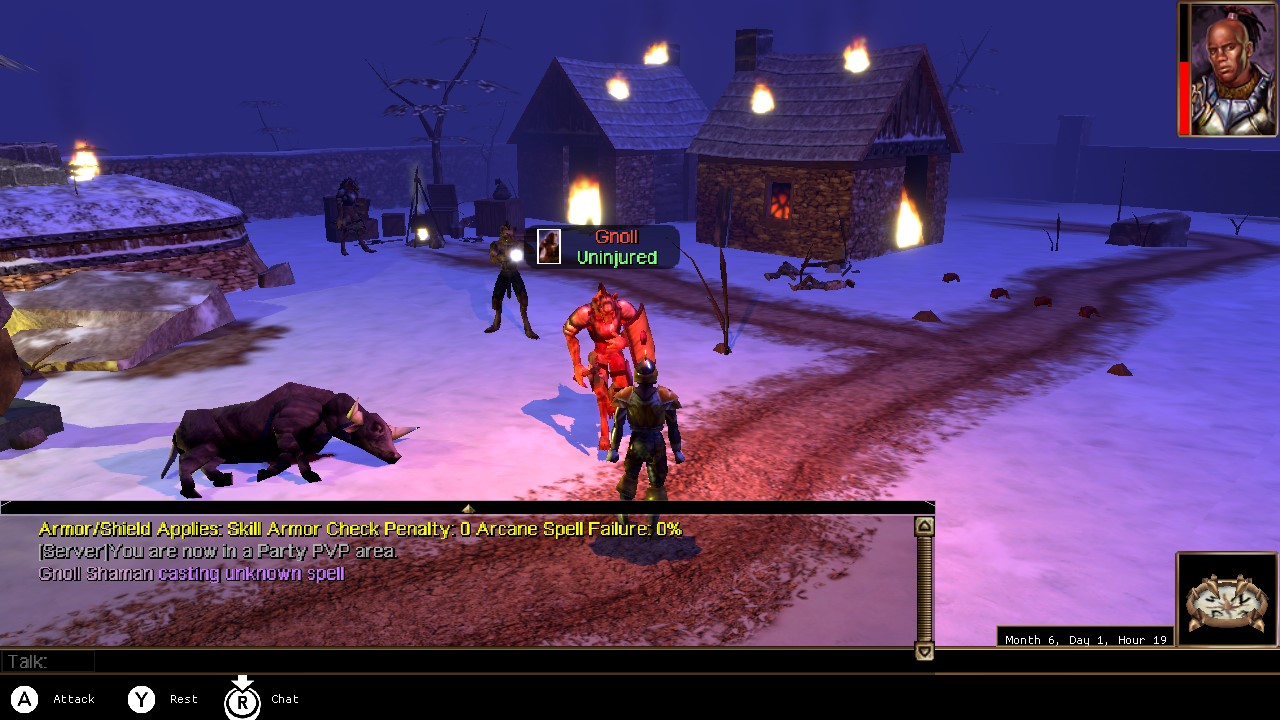 Gnoll
Uninjured
Armor/Shield Applies: Skill Armor Check Penalty: 0 Arcane Spell Failure: 0%
[Server]You are now in a Party PVP area.
Gnoll Shaman casting unknown spell
Month 6, Day 1, Hour 19
Talk:
A Attack Y Rest R Chat